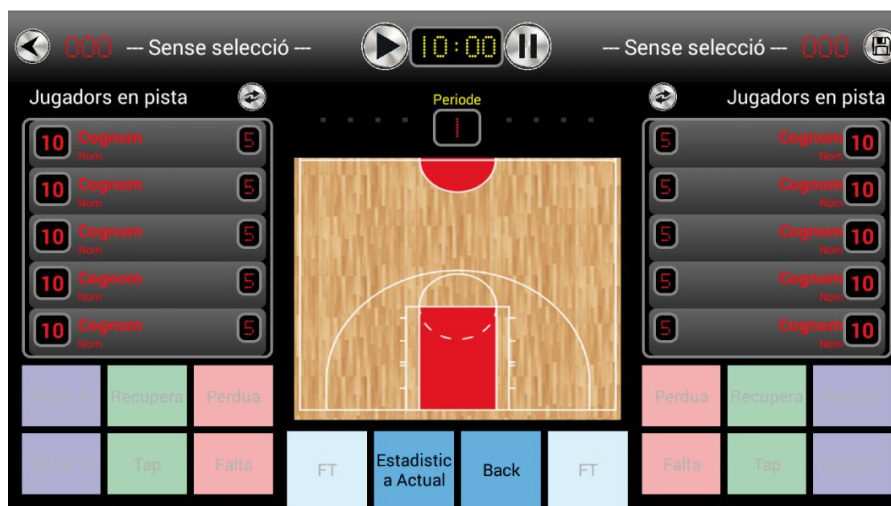 000 --- Sense selecció --- 10:00 --- Sense selecció --- 000
Jugadors en pista Periode Jugadors en pista
1
10 Cognom 5 5 Cognom 10
Nom Nom
10 Cognom 5 5 Cognom 10
Nom Nom
10 Cognom 5 5 Cognom 10
Nom Nom
10 Cognom 5 5 Cognom 10
Nom Nom
10 Cognom 5 5 Cognom 10
Nom Nom
Recupera Perdua Perdua Recupera
Tap Falta Falta Tap
FT Estadistic
a Actual Back FT